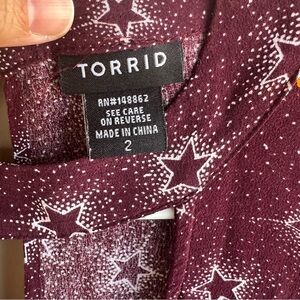 TORRID
RN#148862
SEE CARE
ON REVERSE
MADE IN CHINA
2